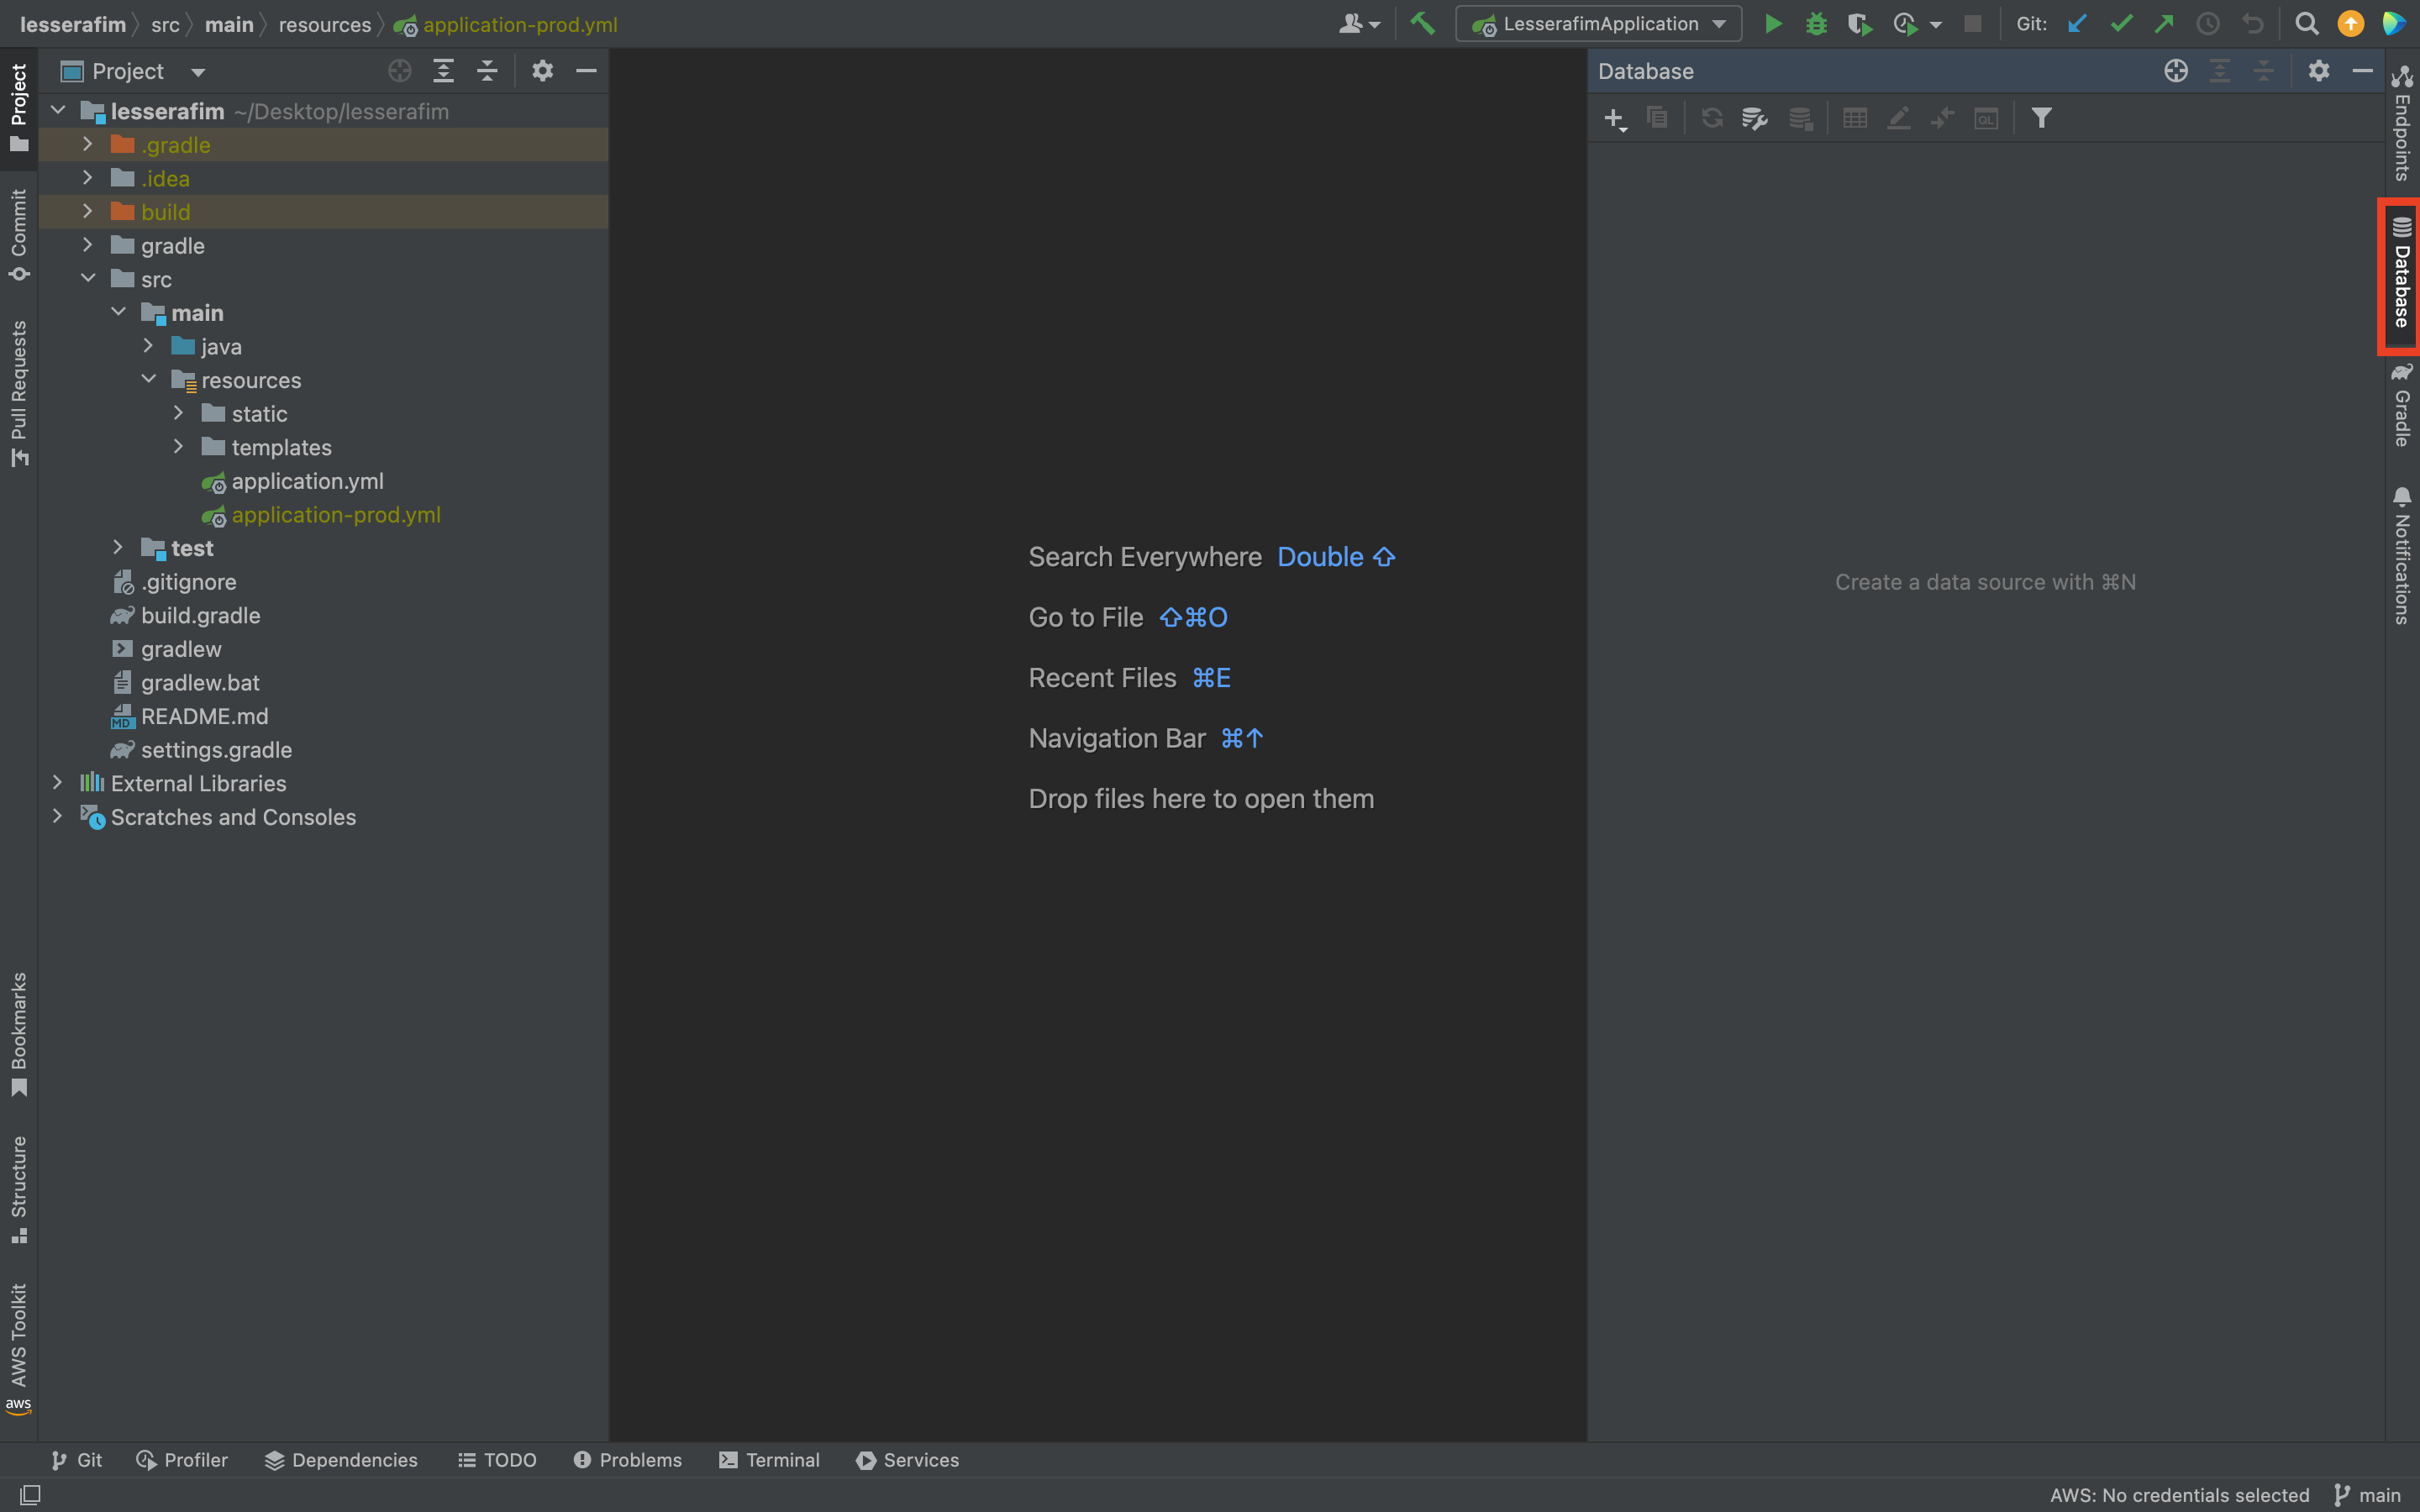 lesserafim src main resources application-prod.yml
LesserafimApplication
Git:
Project
Database
lesserafim ~/Desktop/lesserafim
.gradle
.idea
build
gradle
src
main
java
resources
static
templates
application.yml
application-prod.yml
test
.gitignore
build.gradle
gradlew
gradlew.bat
MD README.md
settings.gradle
External Libraries
Scratches and Consoles
Search Everywhere Double ⇧
Go to File ⇧⌘O
Recent Files ⌘E
Navigation Bar ⌘↑
Drop files here to open them
QL
Create a data source with ⌘N
Project
Commit
Pull Requests
Bookmarks
Structure
AWS Toolkit
aws
Endpoints
Database
Gradle
Notifications
Git Profiler Dependencies TODO Problems Terminal Services
AWS: No credentials selected main